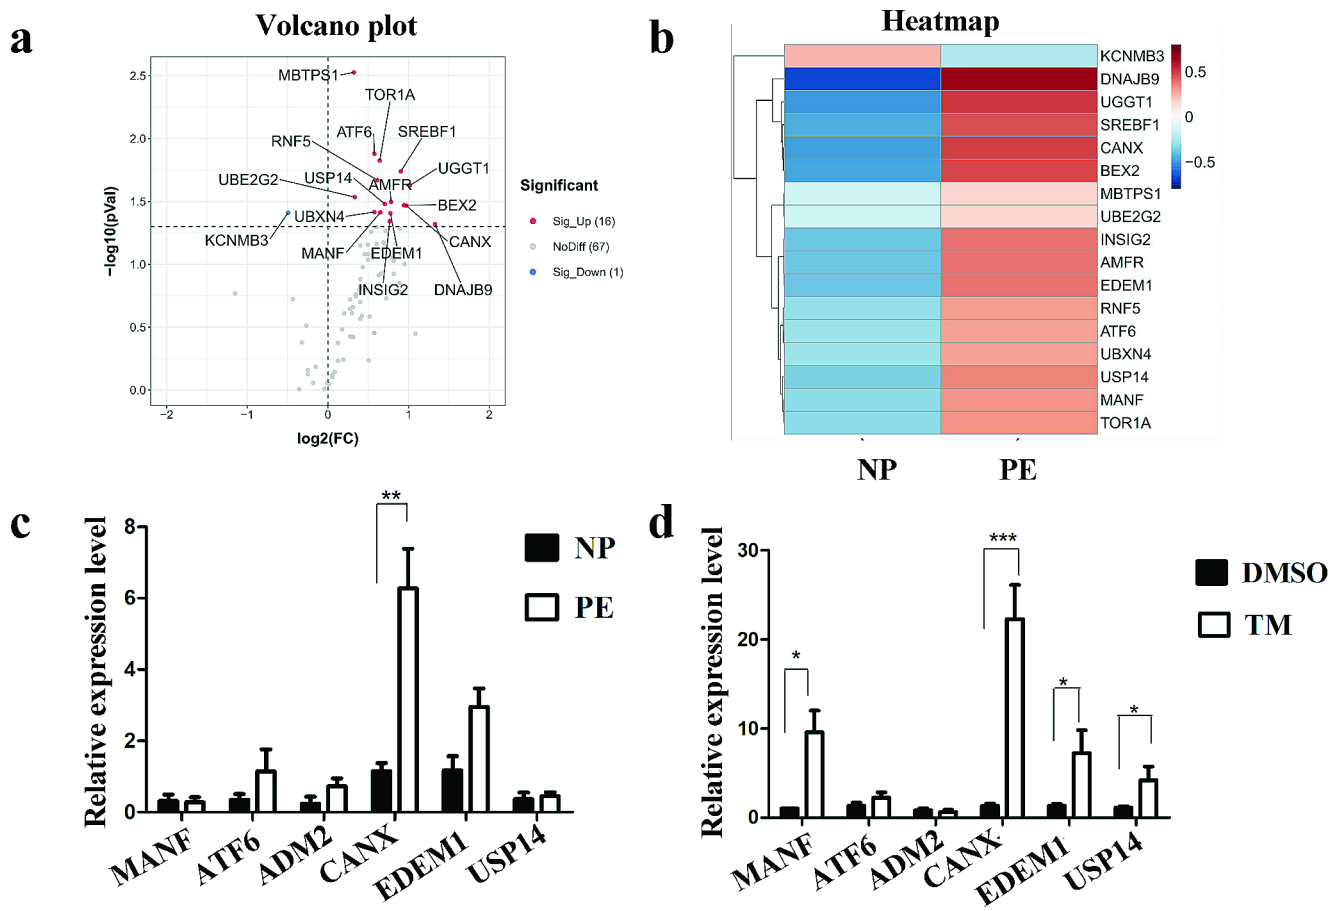 a
Volcano plot
2.5
2.0
1.5
1.0
0.5
0.0
−log10(pVal)
MBTPS1
TOR1A
ATF6
SREBF1
RNF5
UGGT1
UBE2G2
USP14
AMFR
BEX2
UBXN4
KCNMB3
MANF
EDEM1
CANX
INSIG2
DNAJB9
−2
−1
0
1
2
log2(FC)
Significant
Sig_Up (16)
NoDiff (67)
Sig_Down (1)
b
Heatmap
KCNMB3
DNAJB9
UGGT1
SREBF1
CANX
BEX2
MBTPS1
UBE2G2
INSIG2
AMFR
EDEM1
RNF5
ATF6
UBXN4
USP14
MANF
TOR1A
0.5
0
−0.5
NP
PE
c
Relative expression level
8
6
4
2
0
**
NP
PE
MANF
ATF6
ADM2
CANX
EDEM1
USP14
d
Relative expression level
30
20
10
0
*
***
*
*
DMSO
TM
MANF
ATF6
ADM2
CANX
EDEM1
USP14